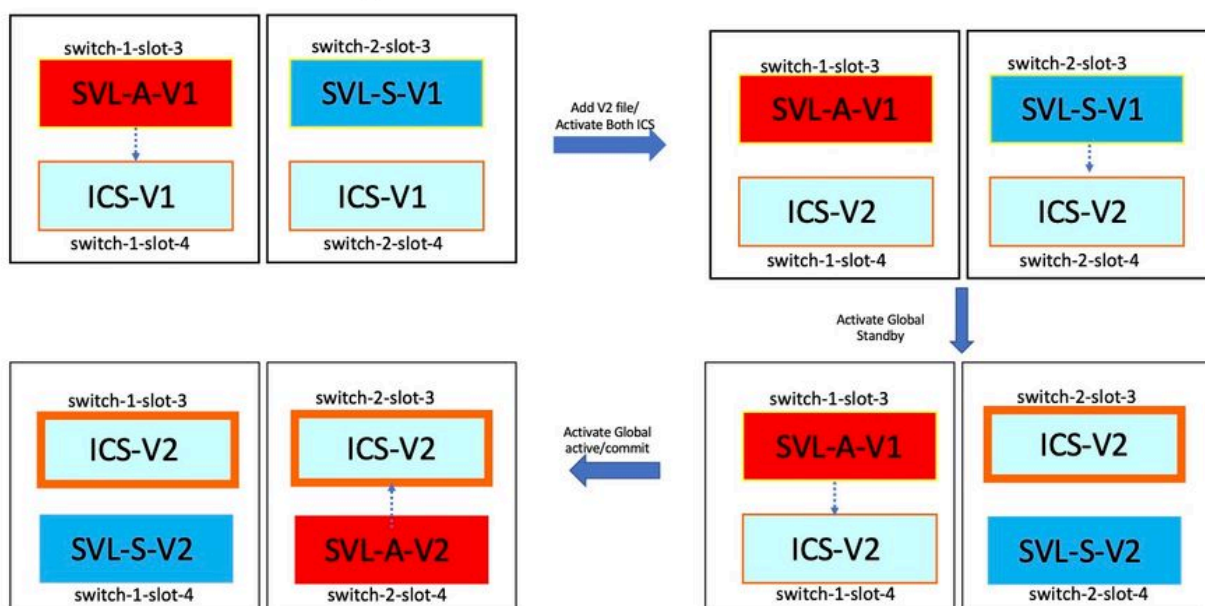 switch-1-slot-3
SVL-A-V1
ICS-V1
switch-1-slot-4
switch-2-slot-3
SVL-S-V1
ICS-V1
switch-2-slot-4
Add V2 file/
Activate Both ICS
switch-1-slot-3
SVL-A-V1
ICS-V2
switch-1-slot-4
switch-2-slot-3
SVL-S-V1
ICS-V2
switch-2-slot-4
Activate Global
Standby
switch-1-slot-3
SVL-A-V1
ICS-V2
switch-1-slot-4
switch-2-slot-3
ICS-V2
SVL-S-V2
switch-2-slot-4
Activate Global
active/commit
switch-1-slot-3
ICS-V2
SVL-S-V2
switch-1-slot-4
switch-2-slot-3
ICS-V2
SVL-A-V2
switch-2-slot-4